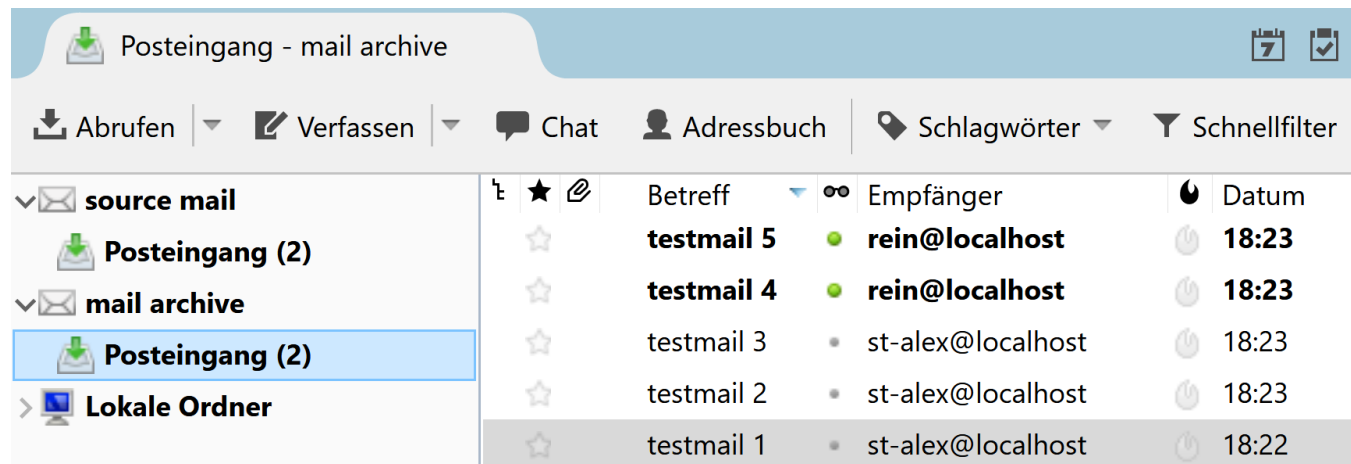 Posteingang - mail archive
7
Abrufen Verfassen Chat Adressbuch Schlagwörter Schnellfilter
source mail
Posteingang (2)
mail archive
Posteingang (2)
Lokale Ordner
Betreff Empfänger Datum
testmail 5 rein@localhost 18:23
testmail 4 rein@localhost 18:23
testmail 3 st-alex@localhost 18:23
testmail 2 st-alex@localhost 18:23
testmail 1 st-alex@localhost 18:22